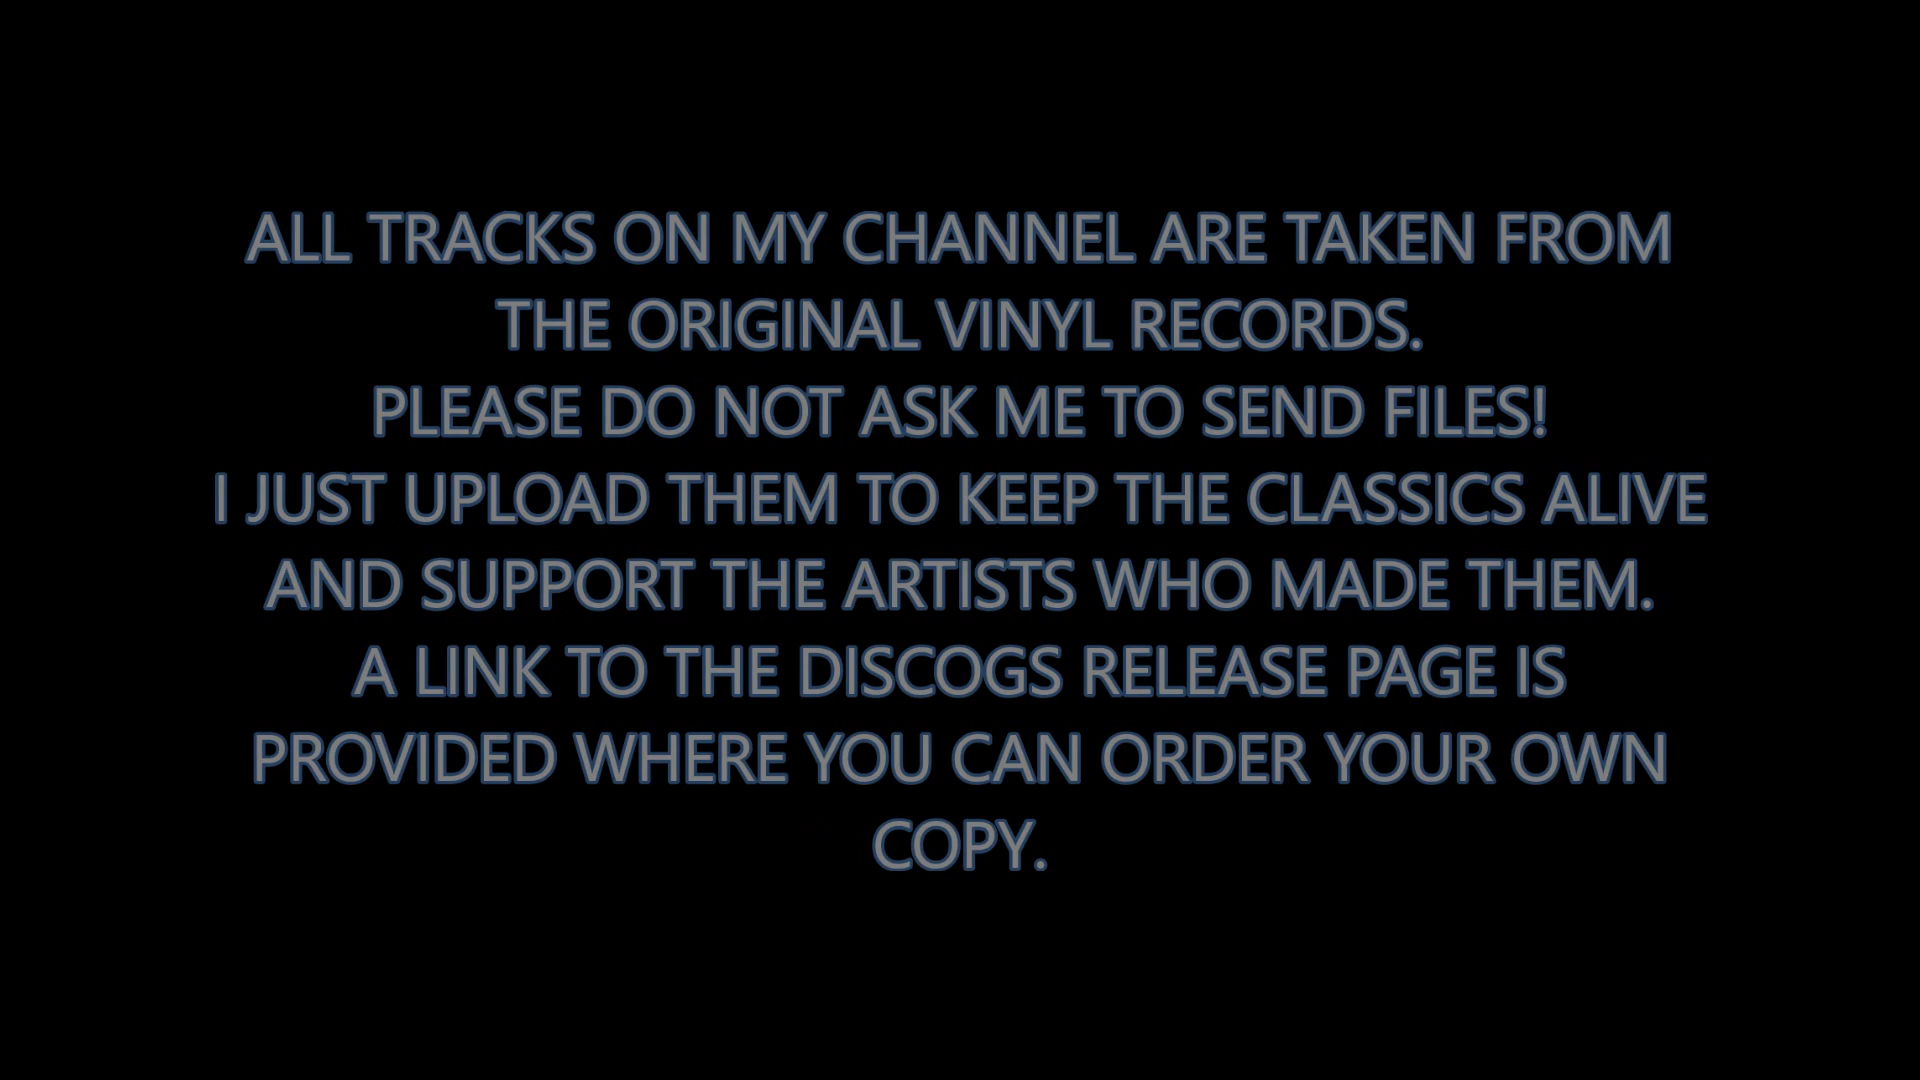 ALL TRACKS ON MY CHANNEL ARE TAKEN FROM
THE ORIGINAL VINYL RECORDS.
PLEASE DO NOT ASK ME TO SEND FILES!
I JUST UPLOAD THEM TO KEEP THE CLASSICS ALIVE
AND SUPPORT THE ARTISTS WHO MADE THEM.
A LINK TO THE DISCOGS RELEASE PAGE IS
PROVIDED WHERE YOU CAN ORDER YOUR OWN
COPY.